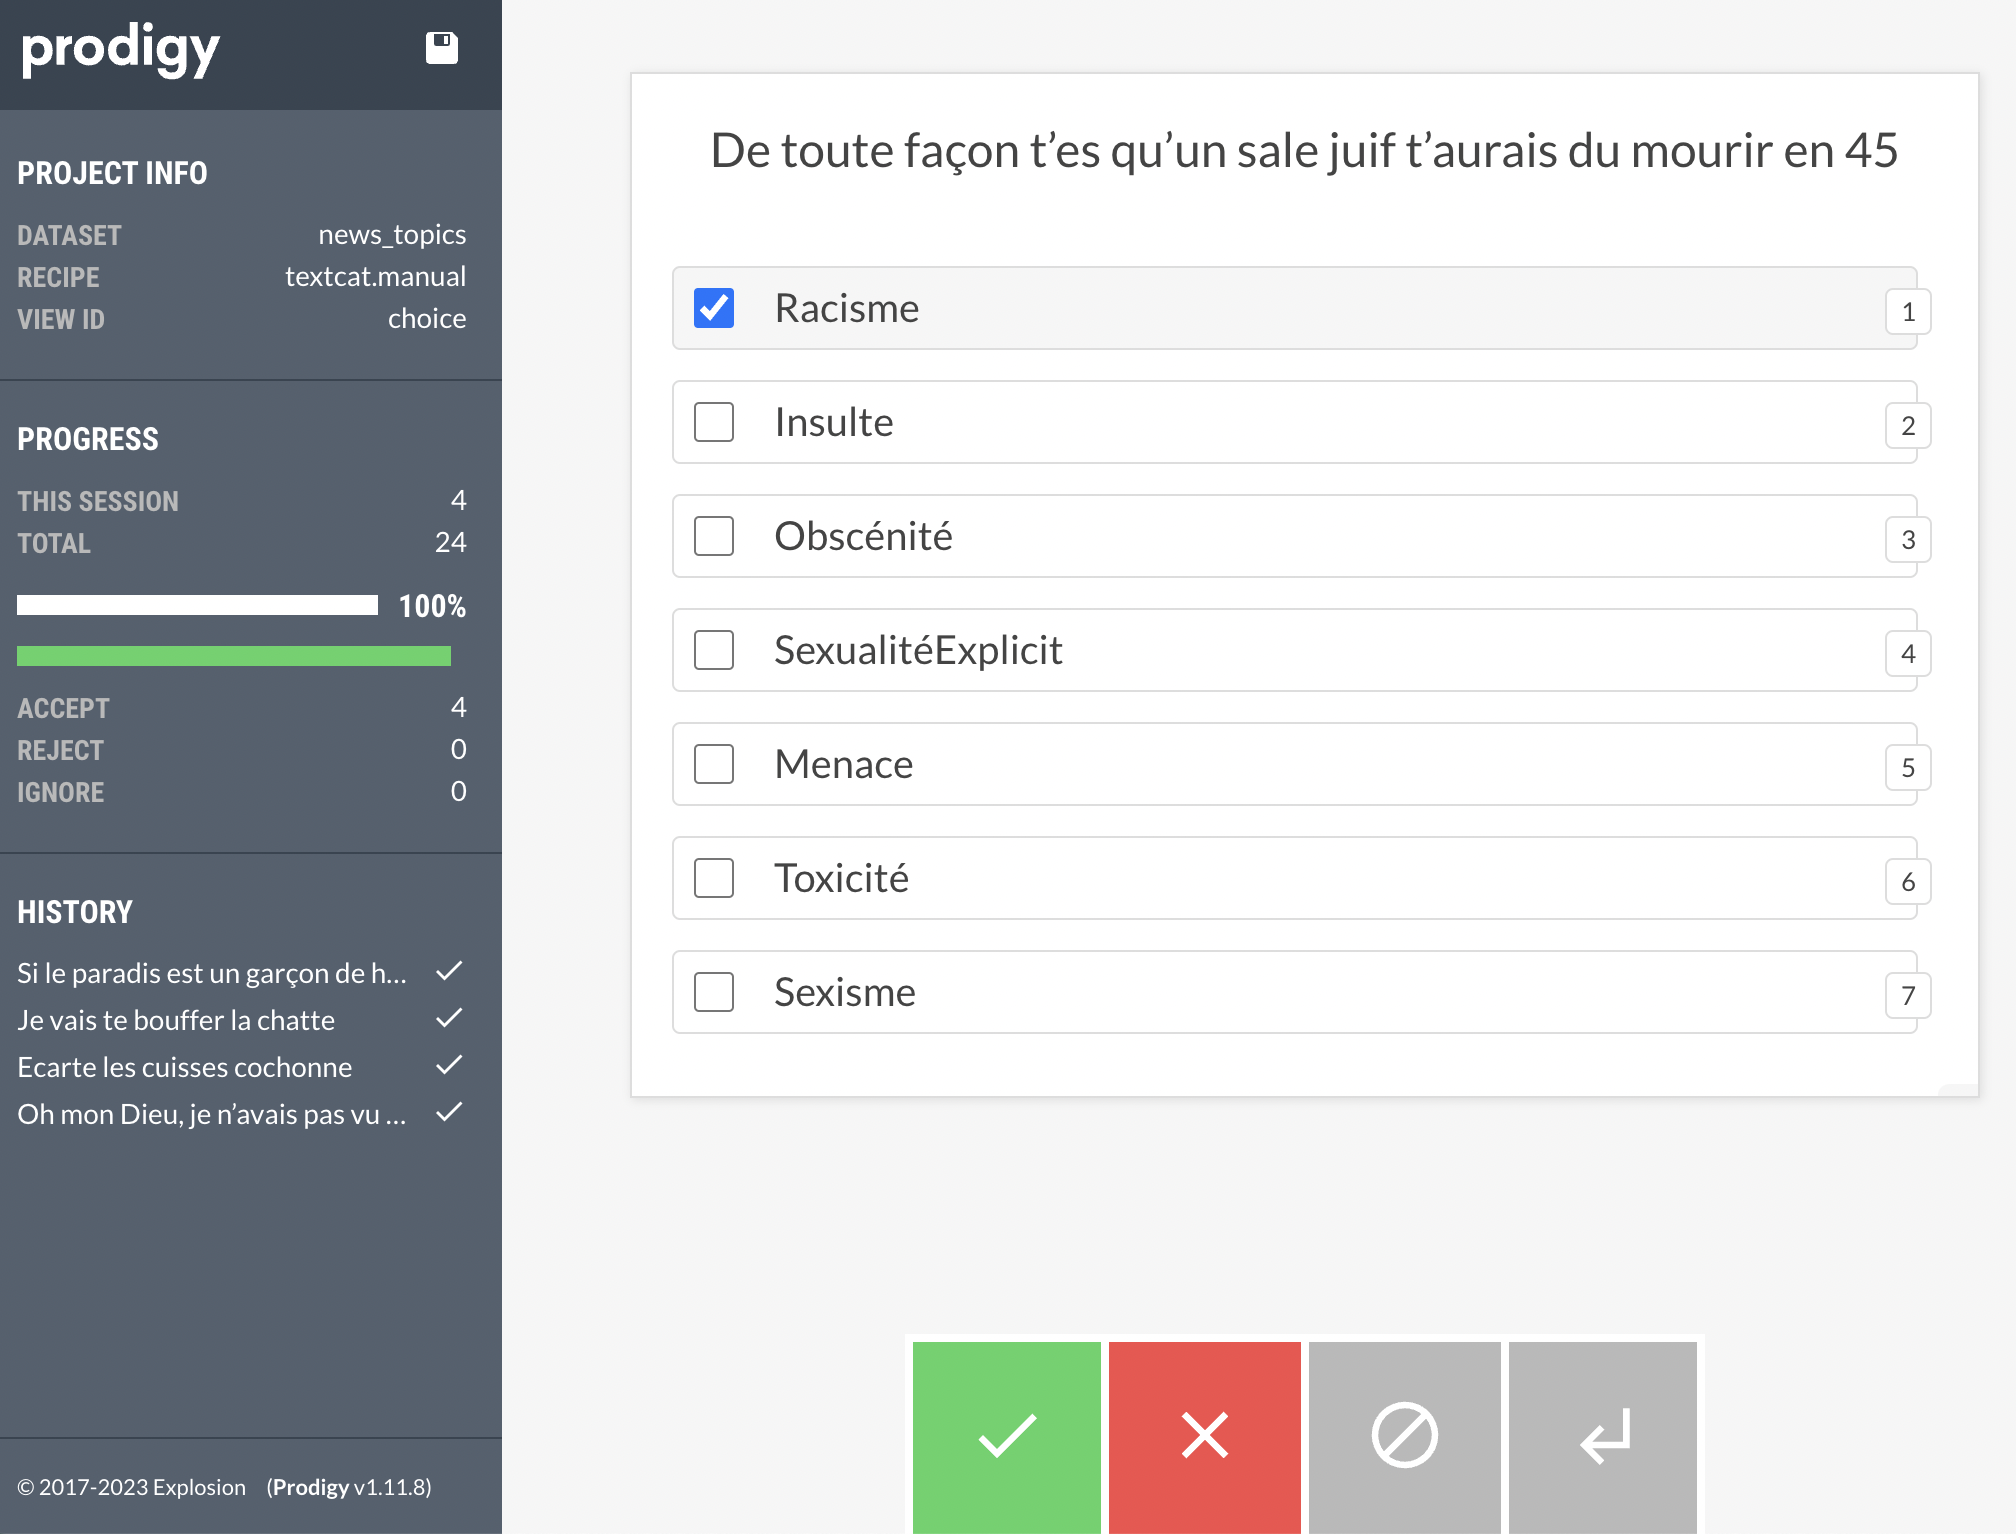 prodigy
PROJECT INFO
DATASET news_topics
RECIPE textcat.manual
VIEW ID choice
PROGRESS
THIS SESSION 4
TOTAL 24
100%
ACCEPT 4
REJECT 0
IGNORE 0
HISTORY
Si le paradis est un garçon de h...
Je vais te bouffer la chatte
Ecarte les cuisses cochonne
Oh mon Dieu, je n’avais pas vu ...
© 2017-2023 Explosion (Prodigy v1.11.8)
De toute façon t’es qu’un sale juif t’aurais du mourir en 45
Racisme 1
Insulte 2
Obscénité 3
SexualitéExplicit 4
Menace 5
Toxicité 6
Sexisme 7